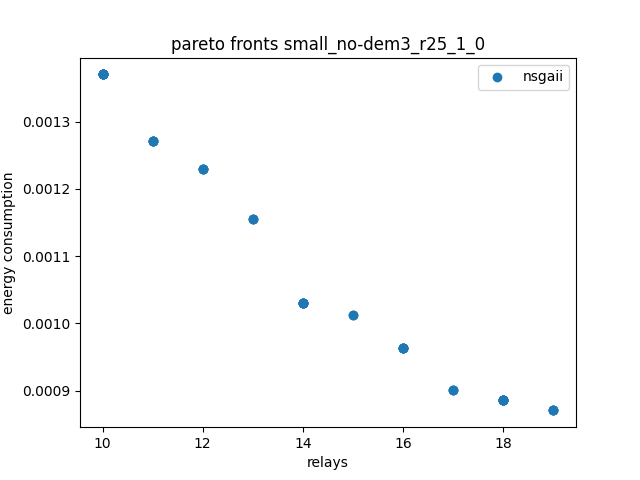 pareto fronts small_no-dem3_r25_1_0
nsgaii
energy consumption
0.0013
0.0012
0.0011
0.0010
0.0009
10 12 14 16 18
relays